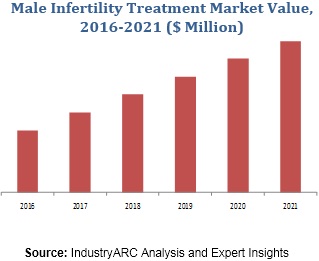 Male Infertility Treatment Market Value,
2016-2021 ($ Million)
2016 2017 2018 2019 2020 2021
Source: IndustryARC Analysis and Expert Insights